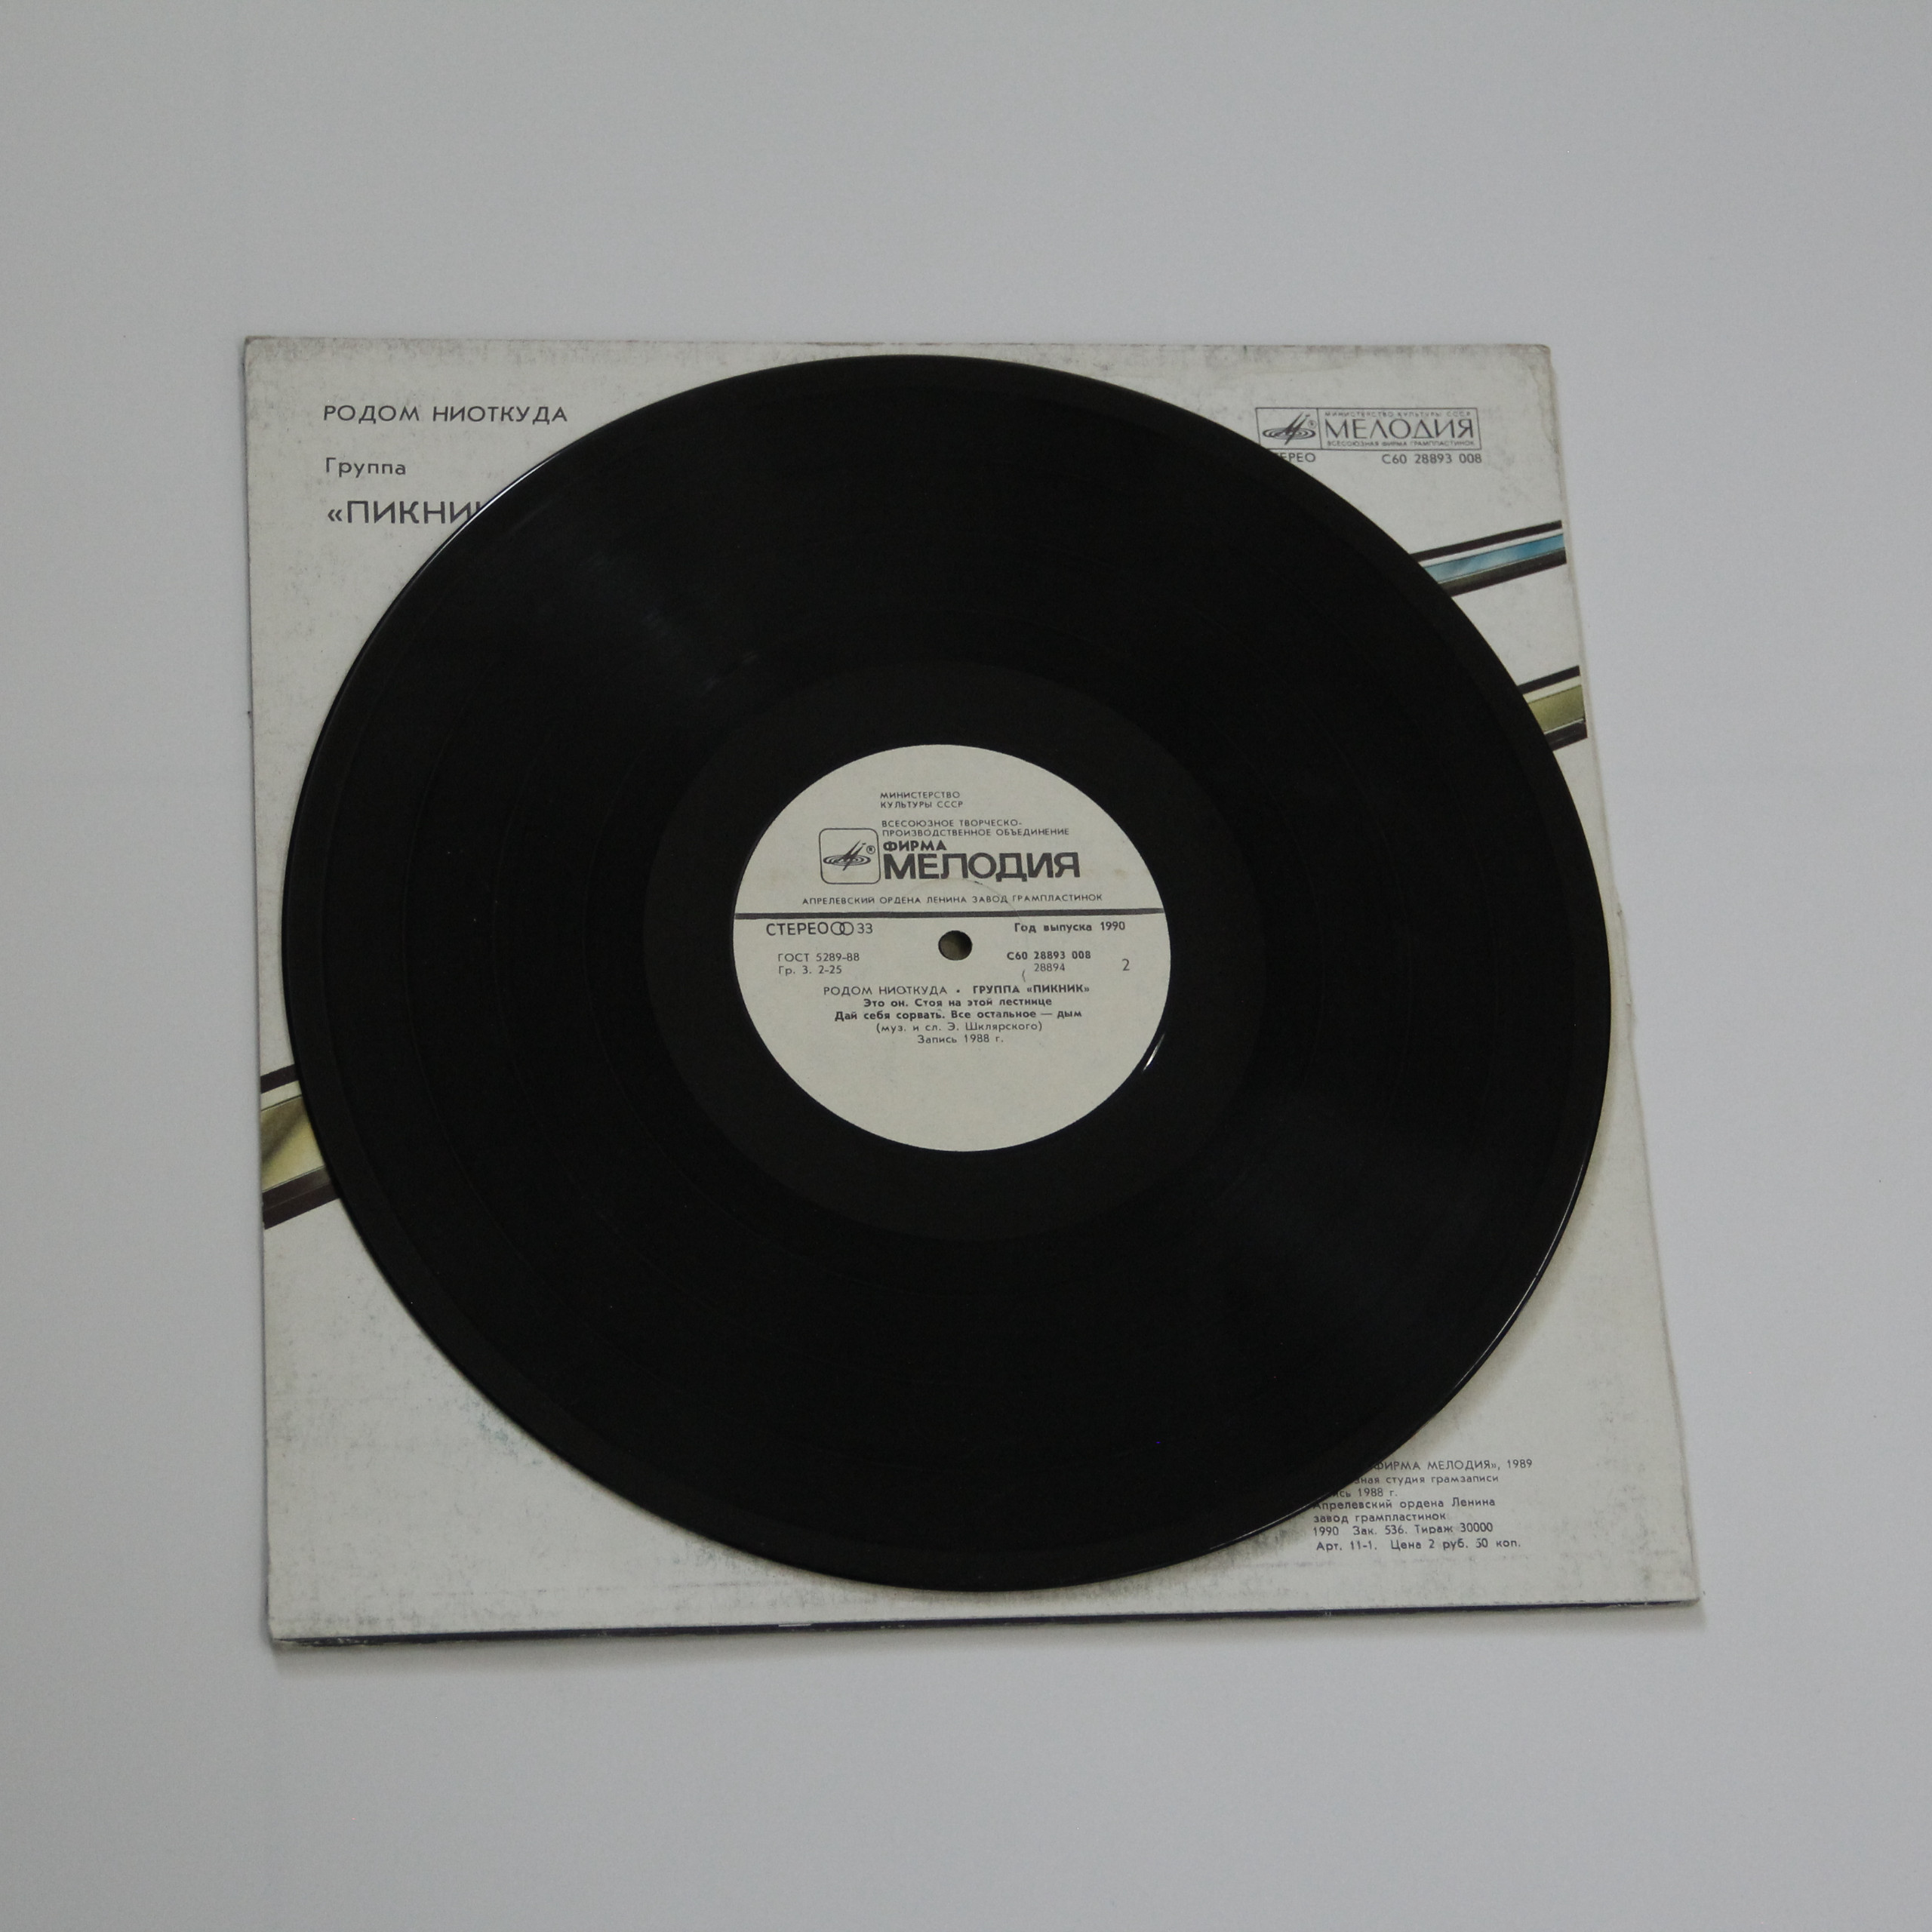 РОДОМ НИОТКУДА
Группа
«ПИКНИ
МИНИСТЕРСТВО КУЛЬТУРЫ СССР
МЕЛОДИЯ
ВСЕСОЮЗНАЯ ФИРМА ГРАМПЛАСТИНОК
ЕРЕО С60 28893 008
МИНИСТЕРСТВО
КУЛЬТУРЫ СССР
ВСЕСОЮЗНОЕ ТВОРЧЕСКО-
ПРОИЗВОДСТВЕННОЕ ОБЪЕДИНЕНИЕ
ФИРМА
МЕЛОДИЯ
АПРЕЛЕВСКИЙ ОРДЕНА ЛЕНИНА ЗАВОД ГРАМПЛАСТИНОК
СТЕРЕО 33 Год выпуска 1990
ГОСТ 5289-88 С60 28893 008
Гр. 3. 2-25 28894 2
РОДОМ НИОТКУДА • ГРУППА «ПИКНИК»
Это он. Стоя на этой лестнице
Дай себя сорвать. Все остальное — дым
(муз. и сл. Э. Шклярского)
Запись 1988 г.
ФИРМА МЕЛОДИЯ», 1989
зная студия грамзаписи
ись 1988 г.
Апрелевский ордена Ленина
завод грампластинок
1990 Зак. 536. Тираж 30000
Арт. 11-1. Цена 2 руб. 50 коп.